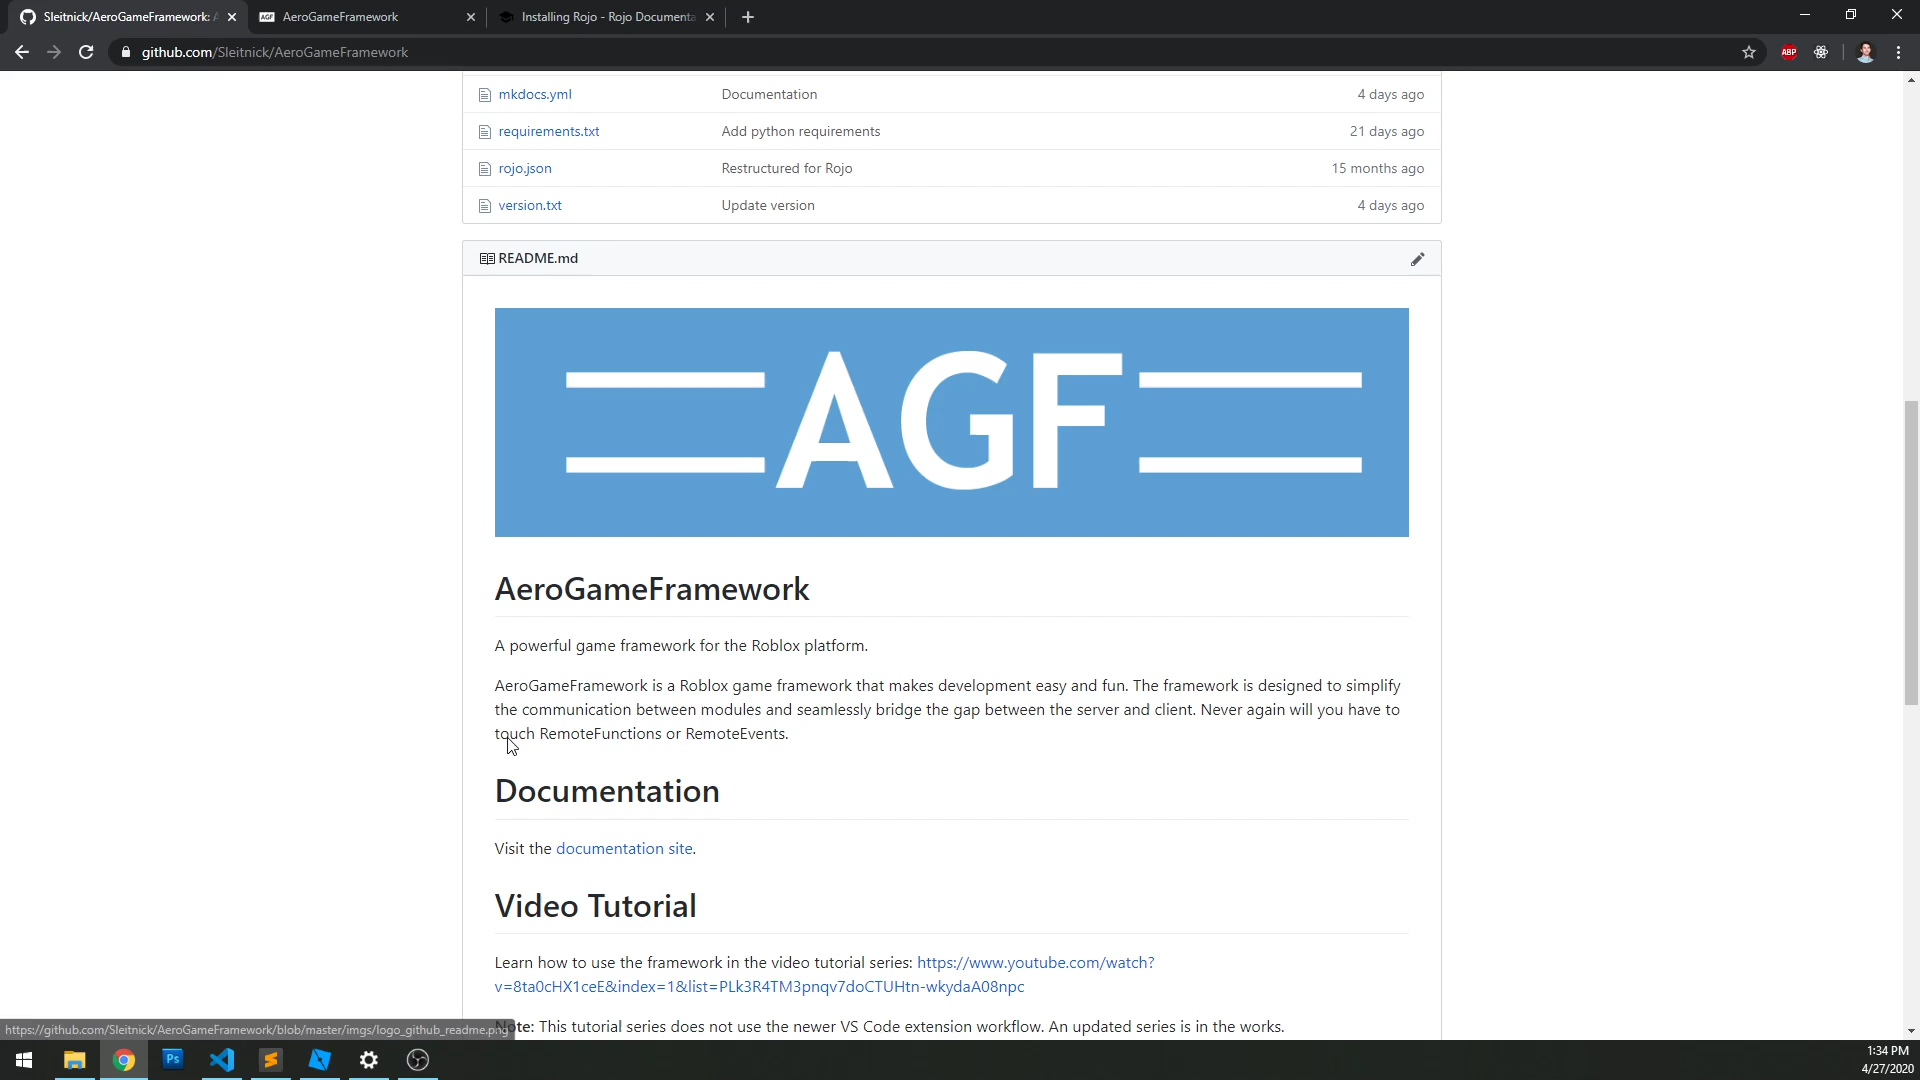 Sleitnick/AeroGameFramework: A
AGF AeroGameFramework
Installing Rojo - Rojo Documenta
github.com/Sleitnick/AeroGameFramework
ABP
mkdocs.yml Documentation 4 days ago
requirements.txt Add python requirements 21 days ago
rojo.json Restructured for Rojo 15 months ago
version.txt Update version 4 days ago
README.md
AGF
AeroGameFramework
A powerful game framework for the Roblox platform.
AeroGameFramework is a Roblox game framework that makes development easy and fun. The framework is designed to simplify
the communication between modules and seamlessly bridge the gap between the server and client. Never again will you have to
touch RemoteFunctions or RemoteEvents.
Documentation
Visit the documentation site.
Video Tutorial
Learn how to use the framework in the video tutorial series: https://www.youtube.com/watch?
v=8ta0cHX1ceE&index=1&list=PLk3R4TM3pnqv7doCTUHtn-wkydaA08npc
ote: This tutorial series does not use the newer VS Code extension workflow. An updated series is in the works.
https://github.com/Sleitnick/AeroGameFramework/blob/master/imgs/logo_github_readme.png
Ps
1:34 PM
4/27/2020